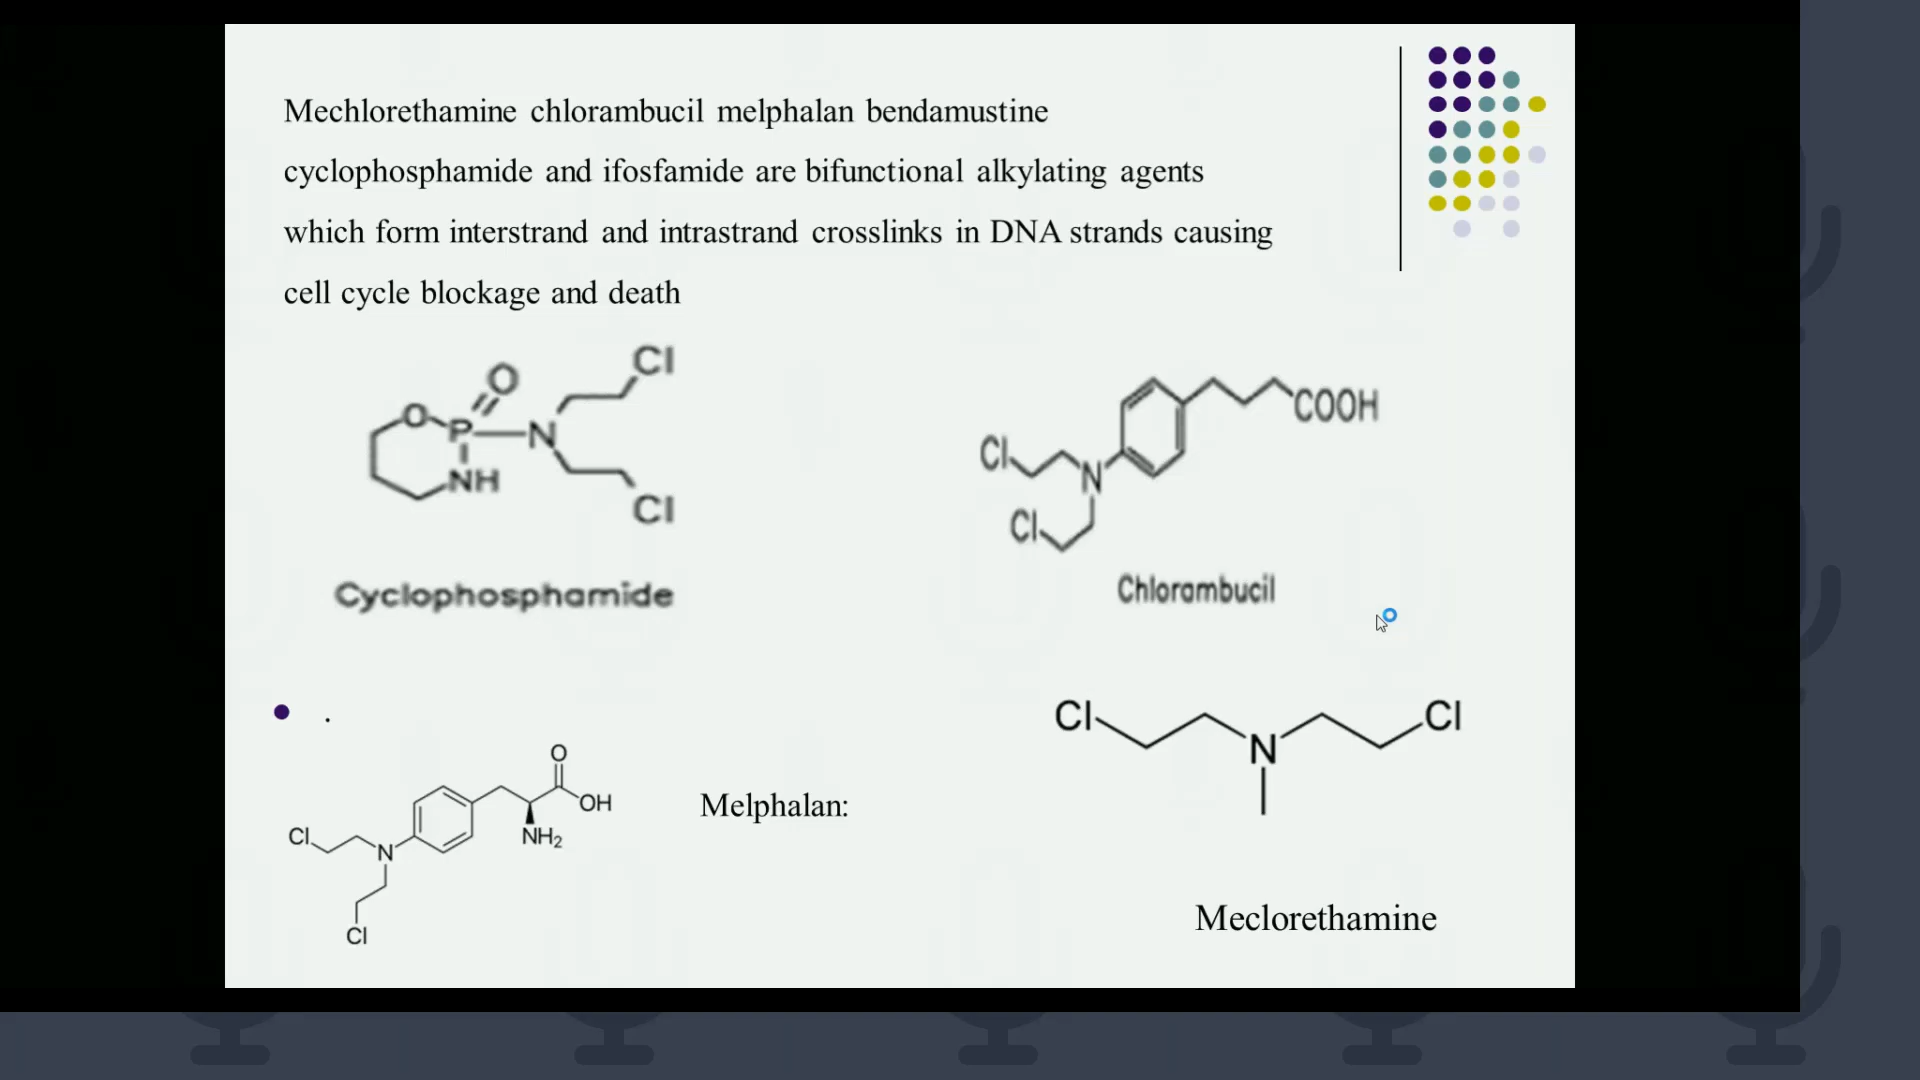 Mechlorethamine chlorambucil melphalan bendamustine
cyclophosphamide and ifosfamide are bifunctional alkylating agents
which form interstrand and intrastrand crosslinks in DNA strands causing
cell cycle blockage and death
O
Cl
O
P
N
NH
Cl
Cyclophosphamide
COOH
Cl
N
Cl
Chlorambucil
.
O
OH
NH₂
Cl
N
Cl
Melphalan:
Cl
Cl
N
Meclorethamine